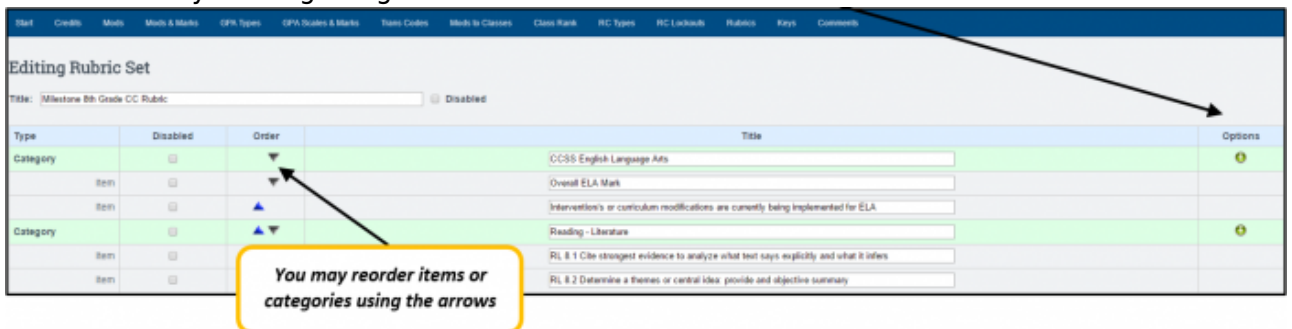 Start Credits Mods Mods & Marks GPA Types GPA Scales & Marks Trans Codes Mods to Classes Class Rank RC Types RC Lockouts Rubrics Keys Comments
Editing Rubric Set
Title: Milestone 8th Grade CC Rubric Disabled
Type Disabled Order Title Options
Category CCSS English Language Arts
Item Overall ELA Mark
Item Intervention's or curriculum modifications are currently being implemented for ELA
Category Reading - Literature
Item RL 8.1 Cite strongest evidence to analyze what text says explicitly and what it infers
Item RL 8.2 Determine a themes or central idea: provide and objective summary
You may reorder items or
categories using the arrows